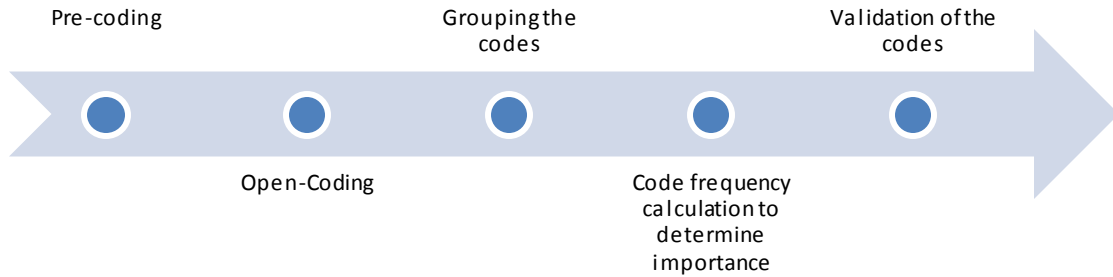 Pre-coding
Open-Coding
Grouping the
codes
Code frequency
calculation to
determine
importance
Validation of the
codes